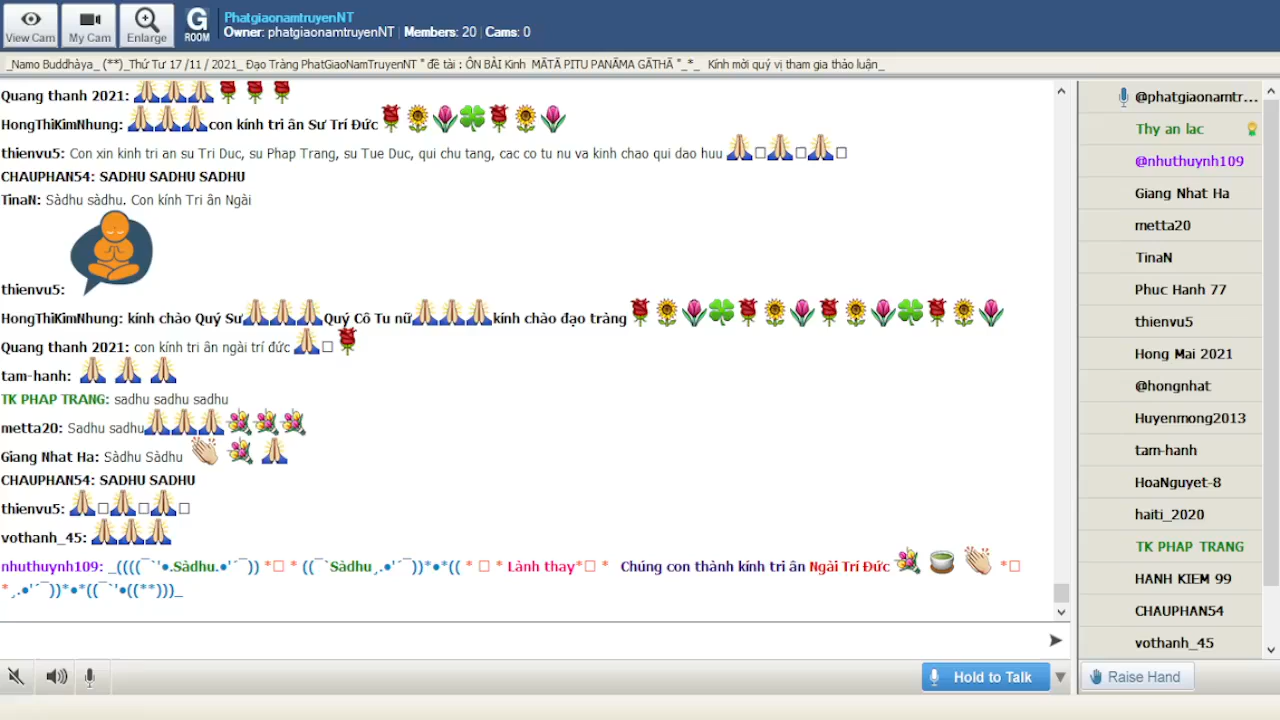 View Cam
My Cam
Enlarge
G
ROOM
PhatgiaonamtruyenNT
Owner: phatgiaonamtruyenNT | Members: 20 | Cams: 0
_Namo Buddhàya_ (**)_Thứ Tư 17 /11 / 2021_ Đạo Tràng PhatGiaoNamTruyenNT " đề tài : ÔN BÀI Kinh MĀTĀ PITU PANĀMA GĀTHĀ "_*_ Kính mời quý vị tham gia thảo luận_
Quang thanh 2021:
HongThiKimNhung: con kính tri ân Sư Trí Đức
thienvu5: Con xin kinh tri an su Tri Duc, su Phap Trang, su Tue Duc, qui chu tang, cac co tu nu va kinh chao qui dao huu
CHAUPHAN54: SADHU SADHU SADHU
TinaN: Sàdhu sàdhu. Con kính Tri ân Ngài
thienvu5:
HongThiKimNhung: kính chào Quý Sư Quý Cô Tu nữ kính chào đạo tràng
Quang thanh 2021: con kính tri ân ngài trí đức
tam-hanh:
TK PHAP TRANG: sadhu sadhu sadhu
metta20: Sadhu sadhu
Giang Nhat Ha: Sàdhu Sàdhu
CHAUPHAN54: SADHU SADHU
thienvu5:
vothanh_45:
nhuthuynh109: _((((¯`'•.Sàdhu.•'´¯)) *□ * ((¯`Sàdhu¸.•'´¯))*•*(( * □ * Lành thay*□ * Chúng con thành kính tri ân Ngài Trí Đức *□
*¸.•'´¯))*•*((¯`'•((**)))_
Hold to Talk
@phatgiaonamtr...
Thy an lac
@nhuthuynh109
Giang Nhat Ha
metta20
TinaN
Phuc Hanh 77
thienvu5
Hong Mai 2021
@hongnhat
Huyenmong2013
tam-hanh
HoaNguyet-8
haiti_2020
TK PHAP TRANG
HANH KIEM 99
CHAUPHAN54
vothanh_45
Raise Hand